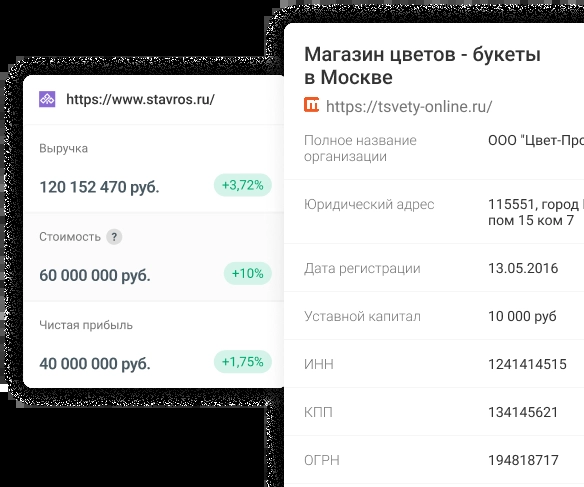 https://www.stavros.ru/
Выручка
120 152 470 руб. +3,72%
Стоимость ?
60 000 000 руб. +10%
Чистая прибыль
40 000 000 руб. +1,75%
Магазин цветов - букеты
в Москве
https://tsvety-online.ru/
Полное название
организации
ООО "Цвет-Про
Юридический адрес
115551, город
пом 15 ком 7
Дата регистрации 13.05.2016
Уставной капитал 10 000 руб
ИНН 1241414515
КПП 134145621
ОГРН 194818717